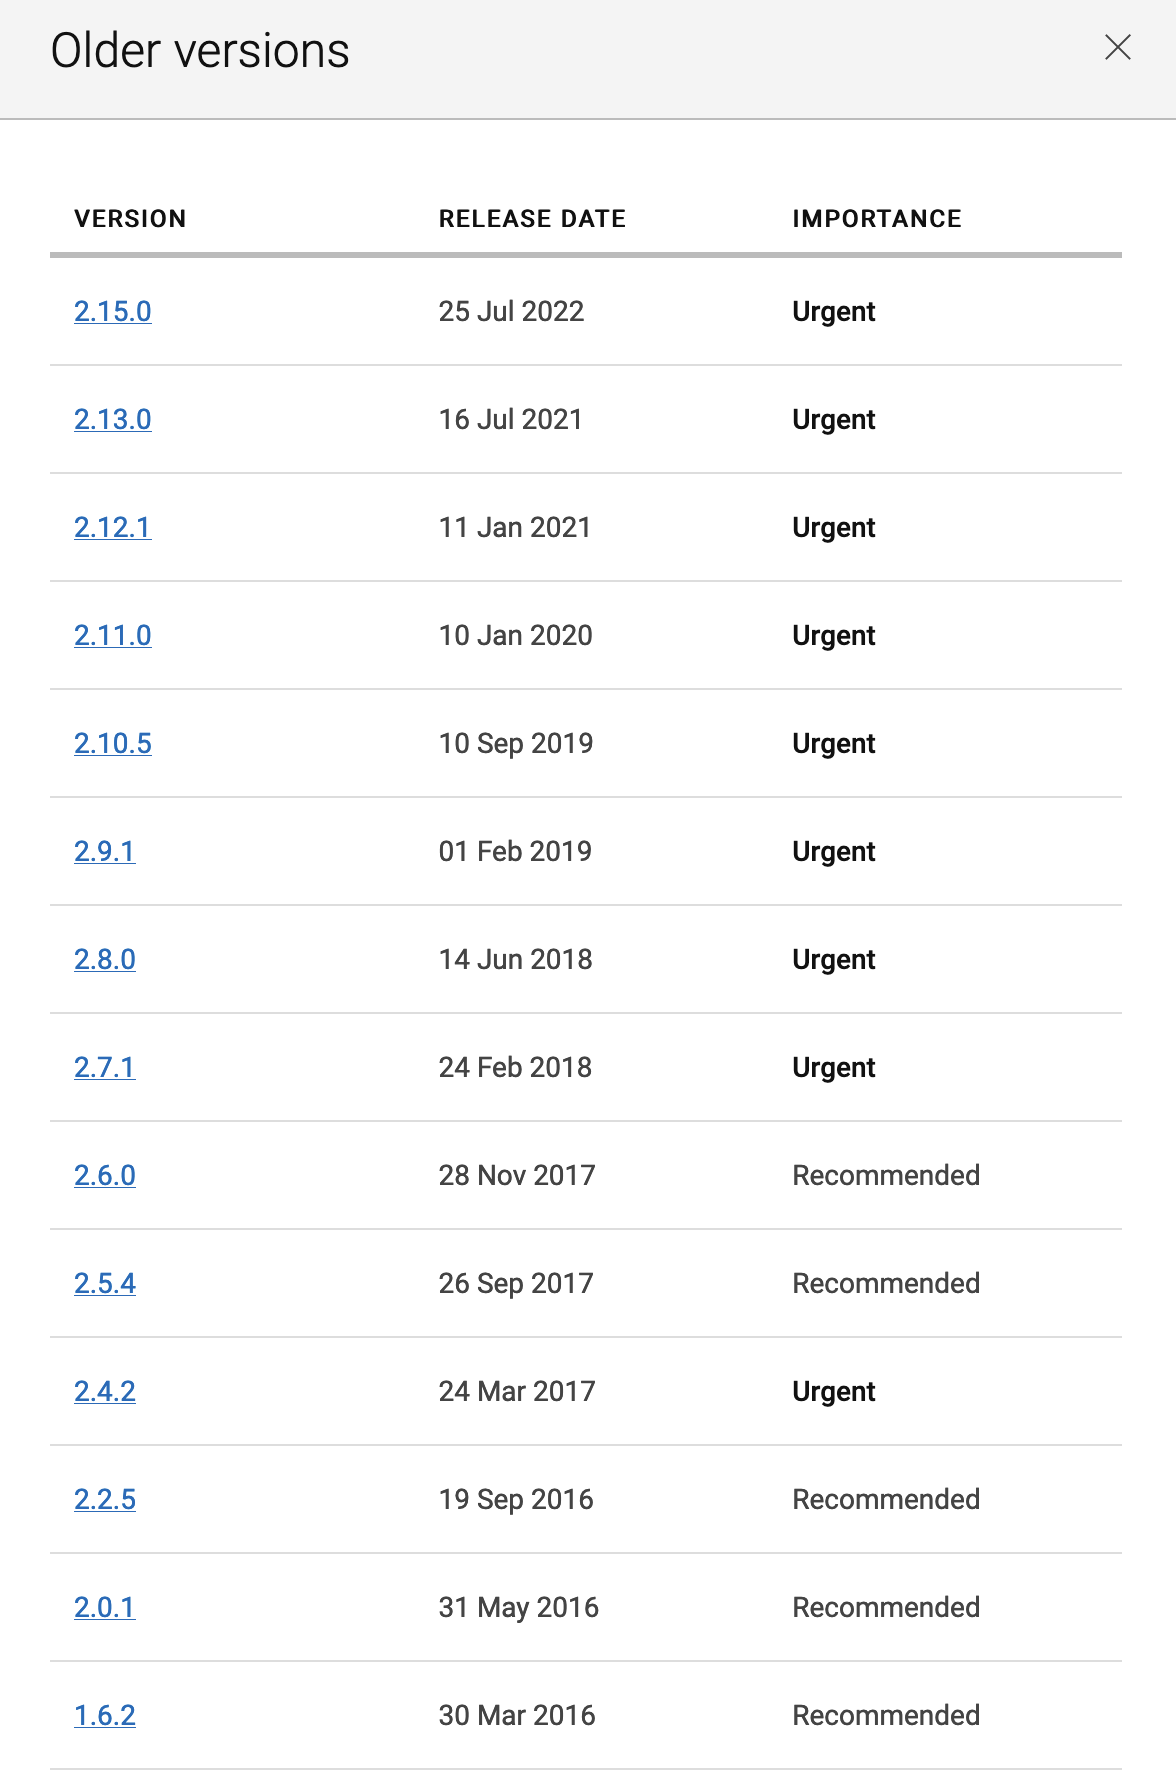 Older versions
VERSION RELEASE DATE IMPORTANCE
2.15.0 25 Jul 2022 Urgent
2.13.0 16 Jul 2021 Urgent
2.12.1 11 Jan 2021 Urgent
2.11.0 10 Jan 2020 Urgent
2.10.5 10 Sep 2019 Urgent
2.9.1 01 Feb 2019 Urgent
2.8.0 14 Jun 2018 Urgent
2.7.1 24 Feb 2018 Urgent
2.6.0 28 Nov 2017 Recommended
2.5.4 26 Sep 2017 Recommended
2.4.2 24 Mar 2017 Urgent
2.2.5 19 Sep 2016 Recommended
2.0.1 31 May 2016 Recommended
1.6.2 30 Mar 2016 Recommended